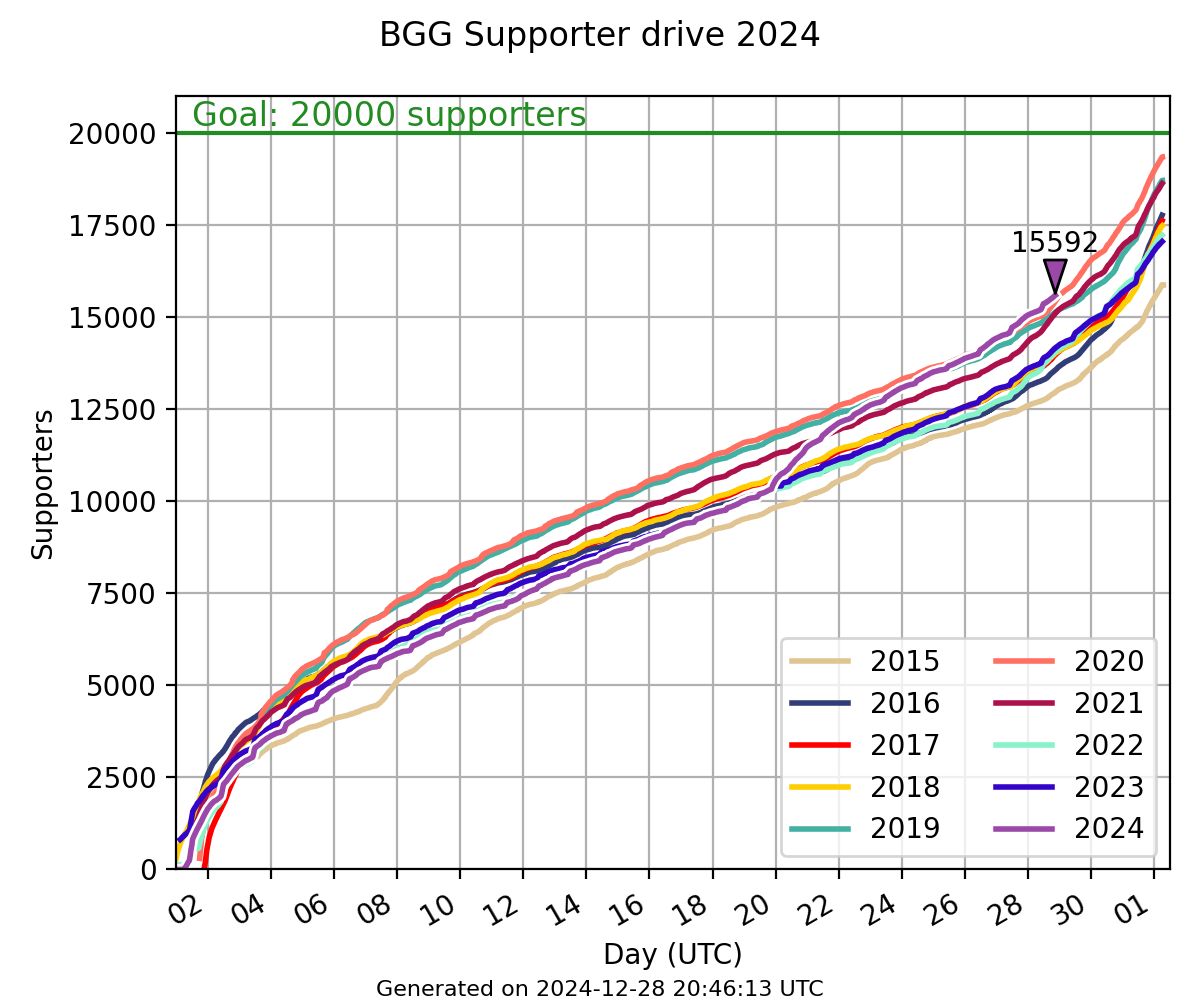 BGG Supporter drive 2024
Goal: 20000 supporters
20000
17500
15000
12500
10000
7500
5000
2500
0
Supporters
15592
2015 2020
2016 2021
2017 2022
2018 2023
2019 2024
02 04 06 08 10 12 14 16 18 20 22 24 26 28 30 01
Day (UTC)
Generated on 2024-12-28 20:46:13 UTC